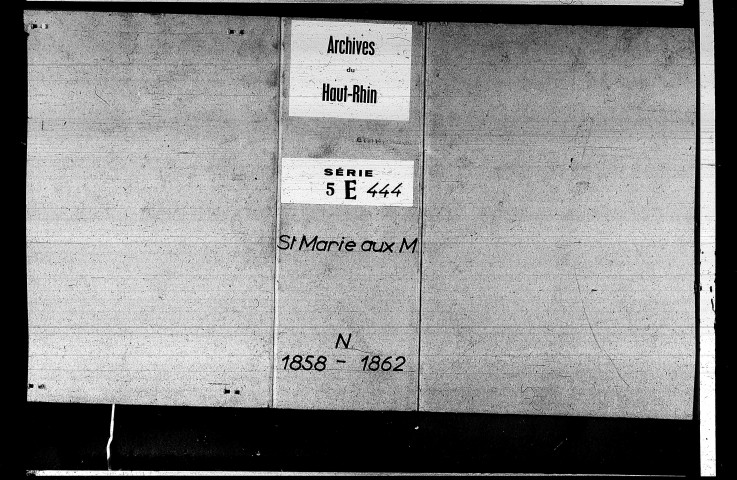 Archives
du
Haut-Rhin
SÉRIE
5 E 444
St Marie aux M
N
1858 - 1862